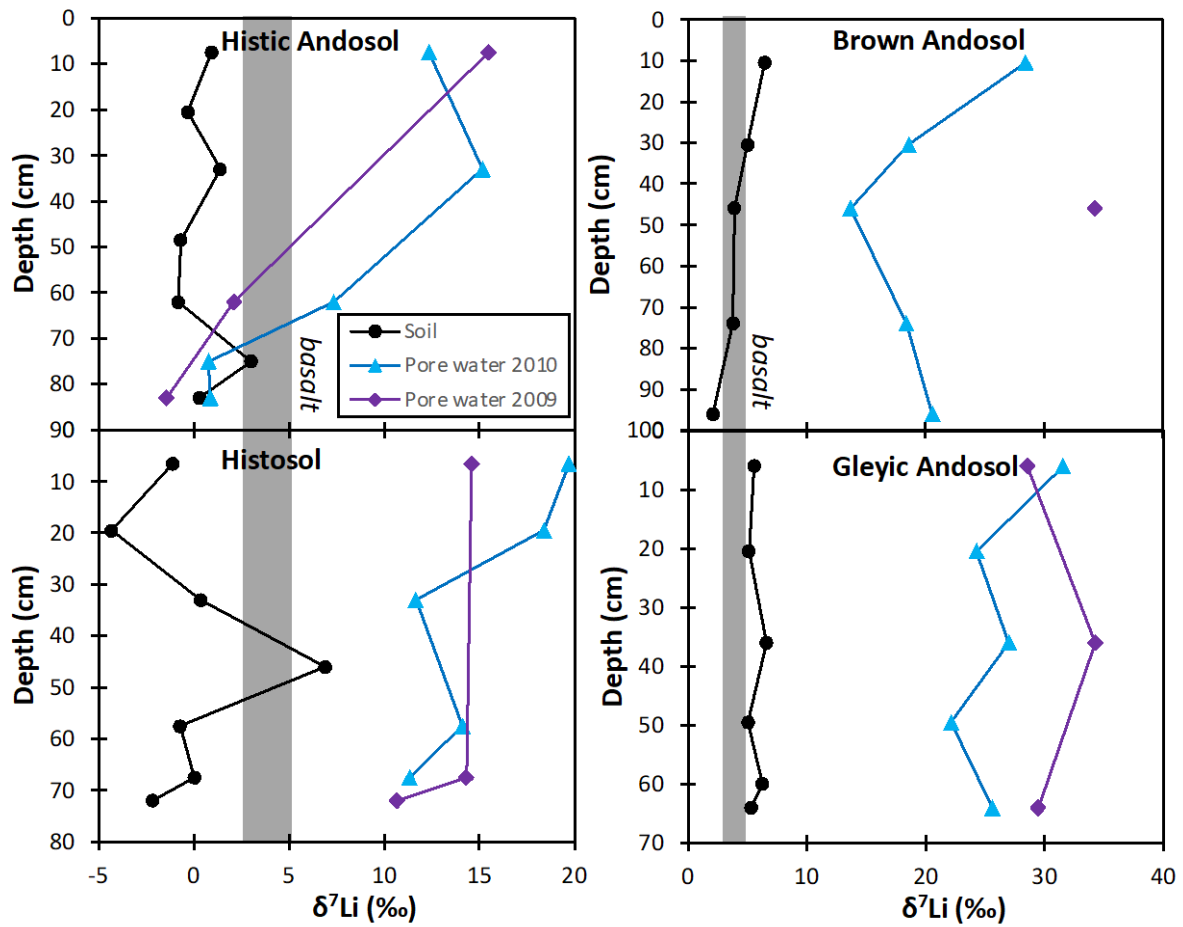 Histic Andosol
0
10
20
30
40
50
60
70
80
90
Depth (cm)
basalt
Soil
Pore water 2010
Pore water 2009
Brown Andosol
0
10
20
30
40
50
60
70
80
90
100
Depth (cm)
basalt
Histosol
10
20
30
40
50
60
70
80
Depth (cm)
-5 0 5 10 15 20
δ⁷Li (‰)
Gleyic Andosol
0
10
20
30
40
50
60
70
Depth (cm)
0 10 20 30 40
δ⁷Li (‰)